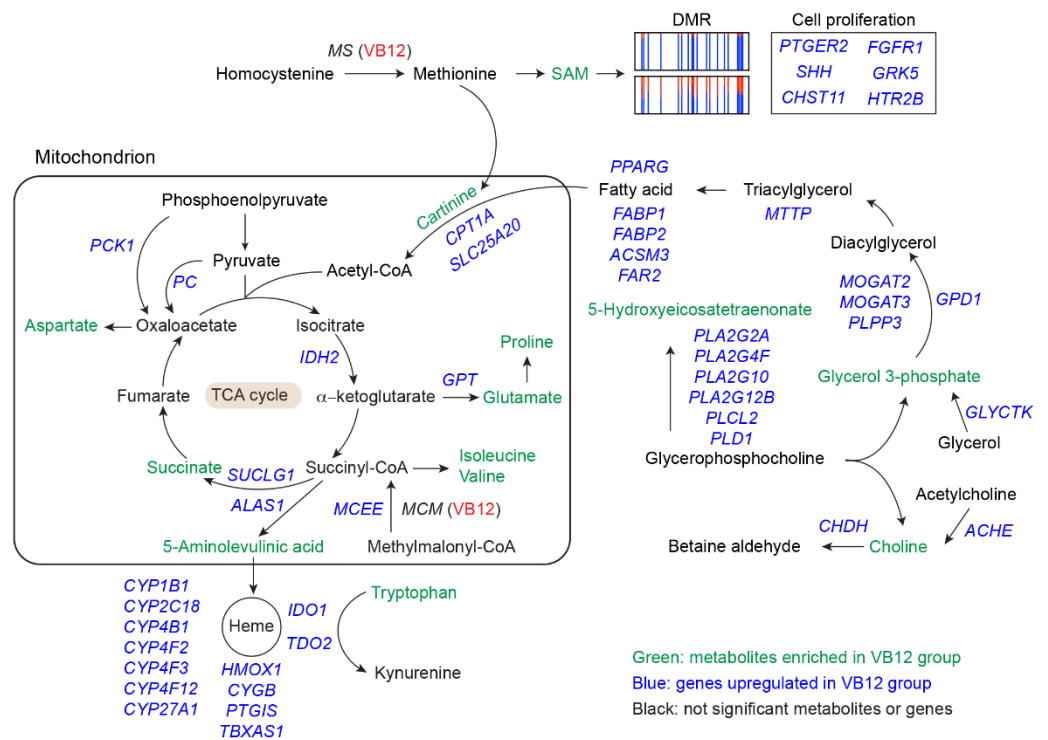 DMR
Cell proliferation
PTGER2 FGFR1
SHH GRK5
CHST11 HTR2B
MS (VB12)
Homocystenine
Methionine
SAM
Mitochondrion
Phosphoenolpyruvate
PCK1
Pyruvate
PC
Cartinine
CPT1A
SLC25A20
Acetyl-CoA
Aspartate
Oxaloacetate
Isocitrate
IDH2
Proline
GPT
Fumarate
TCA cycle
α–ketoglutarate
Glutamate
Succinate
SUCLG1
Succinyl-CoA
Isoleucine
Valine
ALAS1
MCEE
MCM (VB12)
5-Aminolevulinic acid
Methylmalonyl-CoA
PPARG
Fatty acid
FABP1
FABP2
ACSM3
FAR2
Triacylglycerol
MTTP
Diacylglycerol
MOGAT2
MOGAT3
PLPP3
GPD1
5-Hydroxyeicosatetraenonate
PLA2G2A
PLA2G4F
PLA2G10
PLA2G12B
PLCL2
PLD1
Glycerol 3-phosphate
GLYCTK
Glycerol
Glycerophosphocholine
Acetylcholine
CHDH
ACHE
Betaine aldehyde
Choline
CYP1B1
CYP2C18
CYP4B1
CYP4F2
CYP4F3
CYP4F12
CYP27A1
Heme
HMOX1
CYGB
PTGIS
TBXAS1
IDO1
TDO2
Tryptophan
Kynurenine
Green: metabolites enriched in VB12 group
Blue: genes upregulated in VB12 group
Black: not significant metabolites or genes